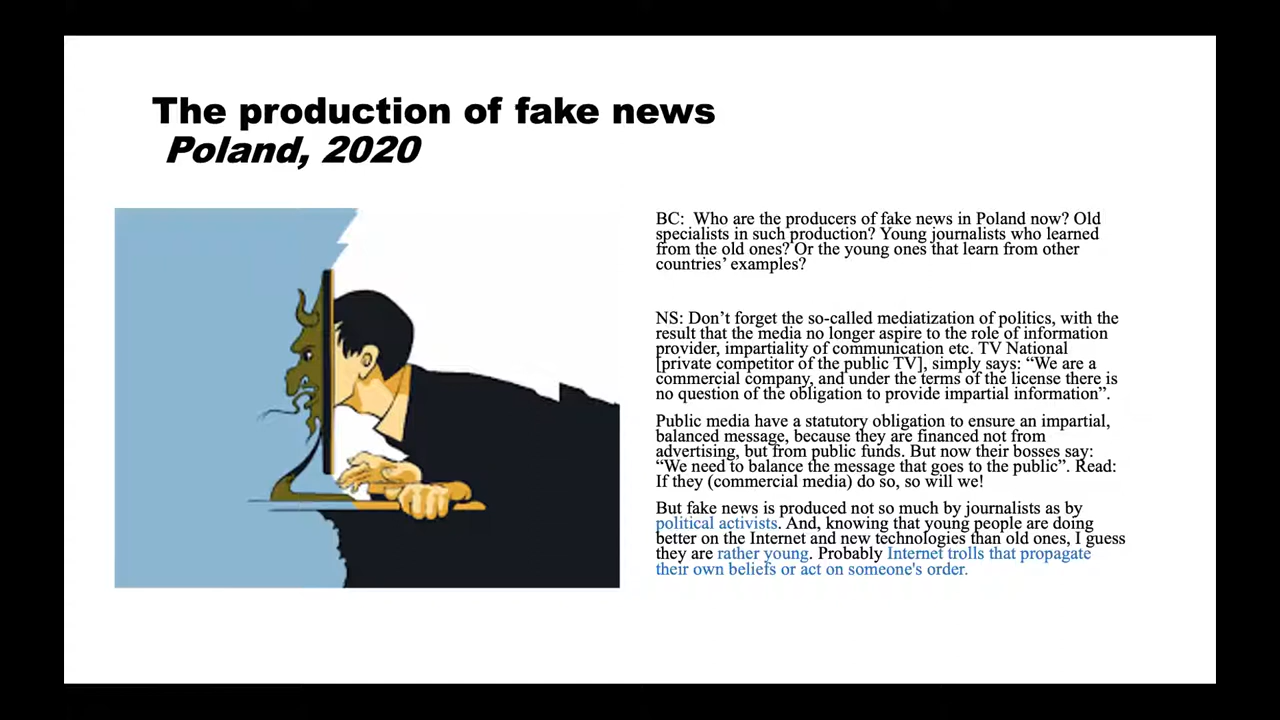 The production of fake news
Poland, 2020
BC:  Who are the producers of fake news in Poland now? Old
specialists in such production? Young journalists who learned
from the old ones? Or the young ones that learn from other
countries’ examples?
NS: Don’t forget the so-called mediatization of politics, with the
result that the media no longer aspire to the role of information
provider, impartiality of communication etc. TV National
[private competitor of the public TV], simply says: “We are a
commercial company, and under the terms of the license there is
no question of the obligation to provide impartial information”.
Public media have a statutory obligation to ensure an impartial,
balanced message, because they are financed not from
advertising, but from public funds. But now their bosses say:
“We need to balance the message that goes to the public”. Read:
If they (commercial media) do so, so will we!
But fake news is produced not so much by journalists as by
political activists. And, knowing that young people are doing
better on the Internet and new technologies than old ones, I guess
they are rather young. Probably Internet trolls that propagate
their own beliefs or act on someone's order.